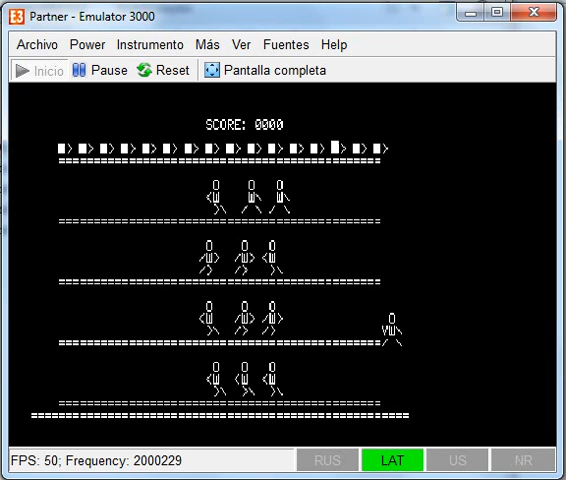 Partner - Emulator 3000
Archivo Power Instrumento Más Ver Fuentes Help
Inicio Pause Reset Pantalla completa
SCORE: 0000
FPS: 50; Frequency: 2000229 RUS LAT US NR